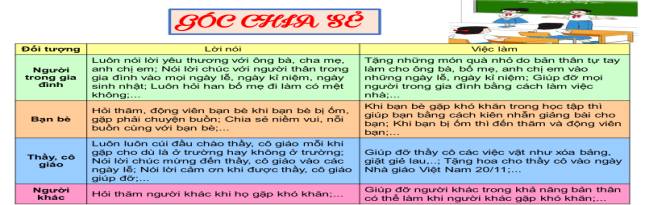 GÓC CHIA SẺ
Đối tượng
Lời nói
Việc làm
Người
trong gia
đình
Luôn nói lời yêu thương với ông bà, cha mẹ,
anh chị em; Nói lời chúc với người thân trong
gia đình vào mọi ngày lễ, ngày kỉ niệm, ngày
sinh nhật; Luôn hỏi han bố mẹ đi làm có mệt
không;...
Tặng những món quà nhỏ do bản thân tự tay
làm cho ông bà, bố mẹ, anh chị em vào
những ngày lễ, ngày kỉ niệm; Giúp đỡ mọi
người trong gia đình bằng cách làm việc
nhà;...
Bạn bè
Hỏi thăm, động viên bạn bè khi bạn bè bị ốm,
gặp phải chuyện buồn; Chia sẻ niềm vui, nỗi
buồn cùng với bạn bè;...
Khi bạn bè gặp khó khăn trong học tập thì
giúp bạn bằng cách kiên nhẫn giảng bài cho
bạn; Khi bạn bị ốm thì đến thăm và động viên
bạn;...
Thầy, cô
giáo
Luôn luôn cúi đầu chào thầy, cô giáo mỗi khi
gặp cho dù là ở trường hay không ở trường;
Nói lời chúc mừng đến thầy, cô giáo vào các
ngày lễ; Nói lời cảm ơn khi được thầy, cô giáo
giúp đỡ;...
Giúp đỡ thầy cô các việc vặt như xóa bảng,
giặt giẻ lau,..; Tặng hoa cho thầy cô vào ngày
Nhà giáo Việt Nam 20/11;...
Người
khác
Hỏi thăm người khác khi họ gặp khó khăn;...
Giúp đỡ người khác trong khả năng bản thân
có thể làm khi người khác gặp khó khăn;...